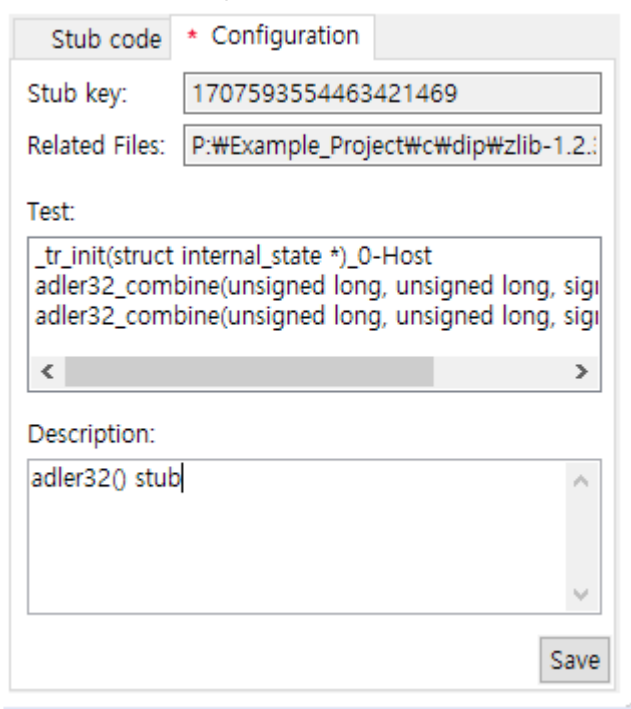 Stub code * Configuration
Stub key: 1707593554463421469
Related Files: P:₩Example_Project₩c₩dip₩zlib-1.2.
Test:
_tr_init(struct internal_state *)_0-Host
adler32_combine(unsigned long, unsigned long, sig
adler32_combine(unsigned long, unsigned long, sig
Description:
adler32() stub
Save